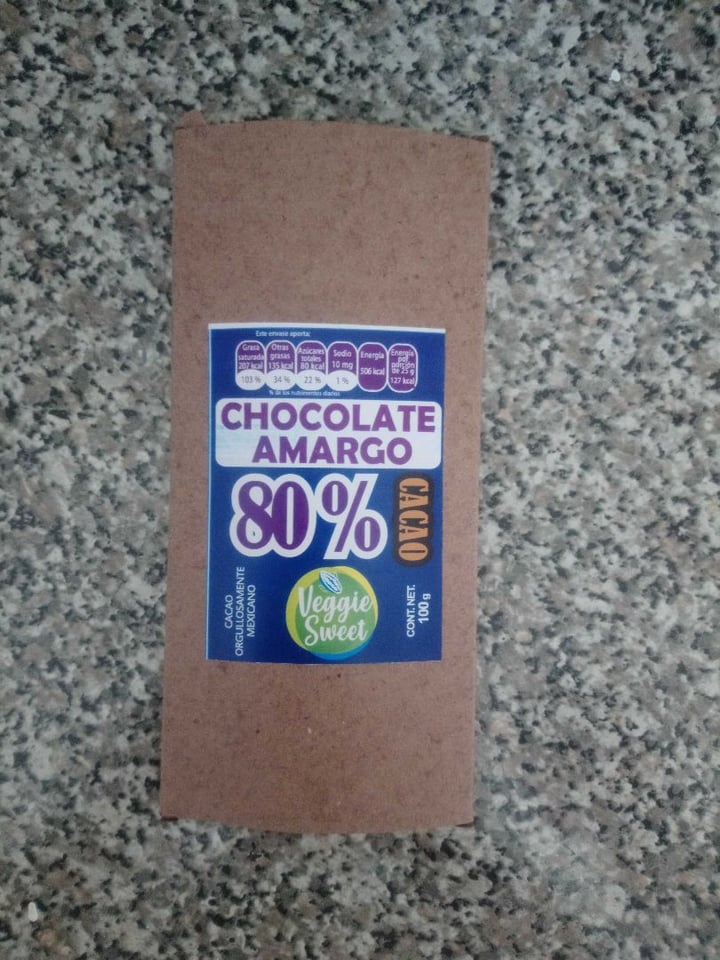 Este envase aporta:
Grasa saturada 207 kcal 103 %
Otras grasas 135 kcal 34 %
Azúcares totales 80 kcal 22 %
Sodio 10 mg 1 %
Energía 506 kcal
Energía por porción de 25 g 127 kcal
% de los nutrimentos diarios
CHOCOLATE
AMARGO
80%
CACAO
CACAO
ORGULLOSAMENTE
MEXICANO
Veggie
Sweet
CONT. NET.
100 g